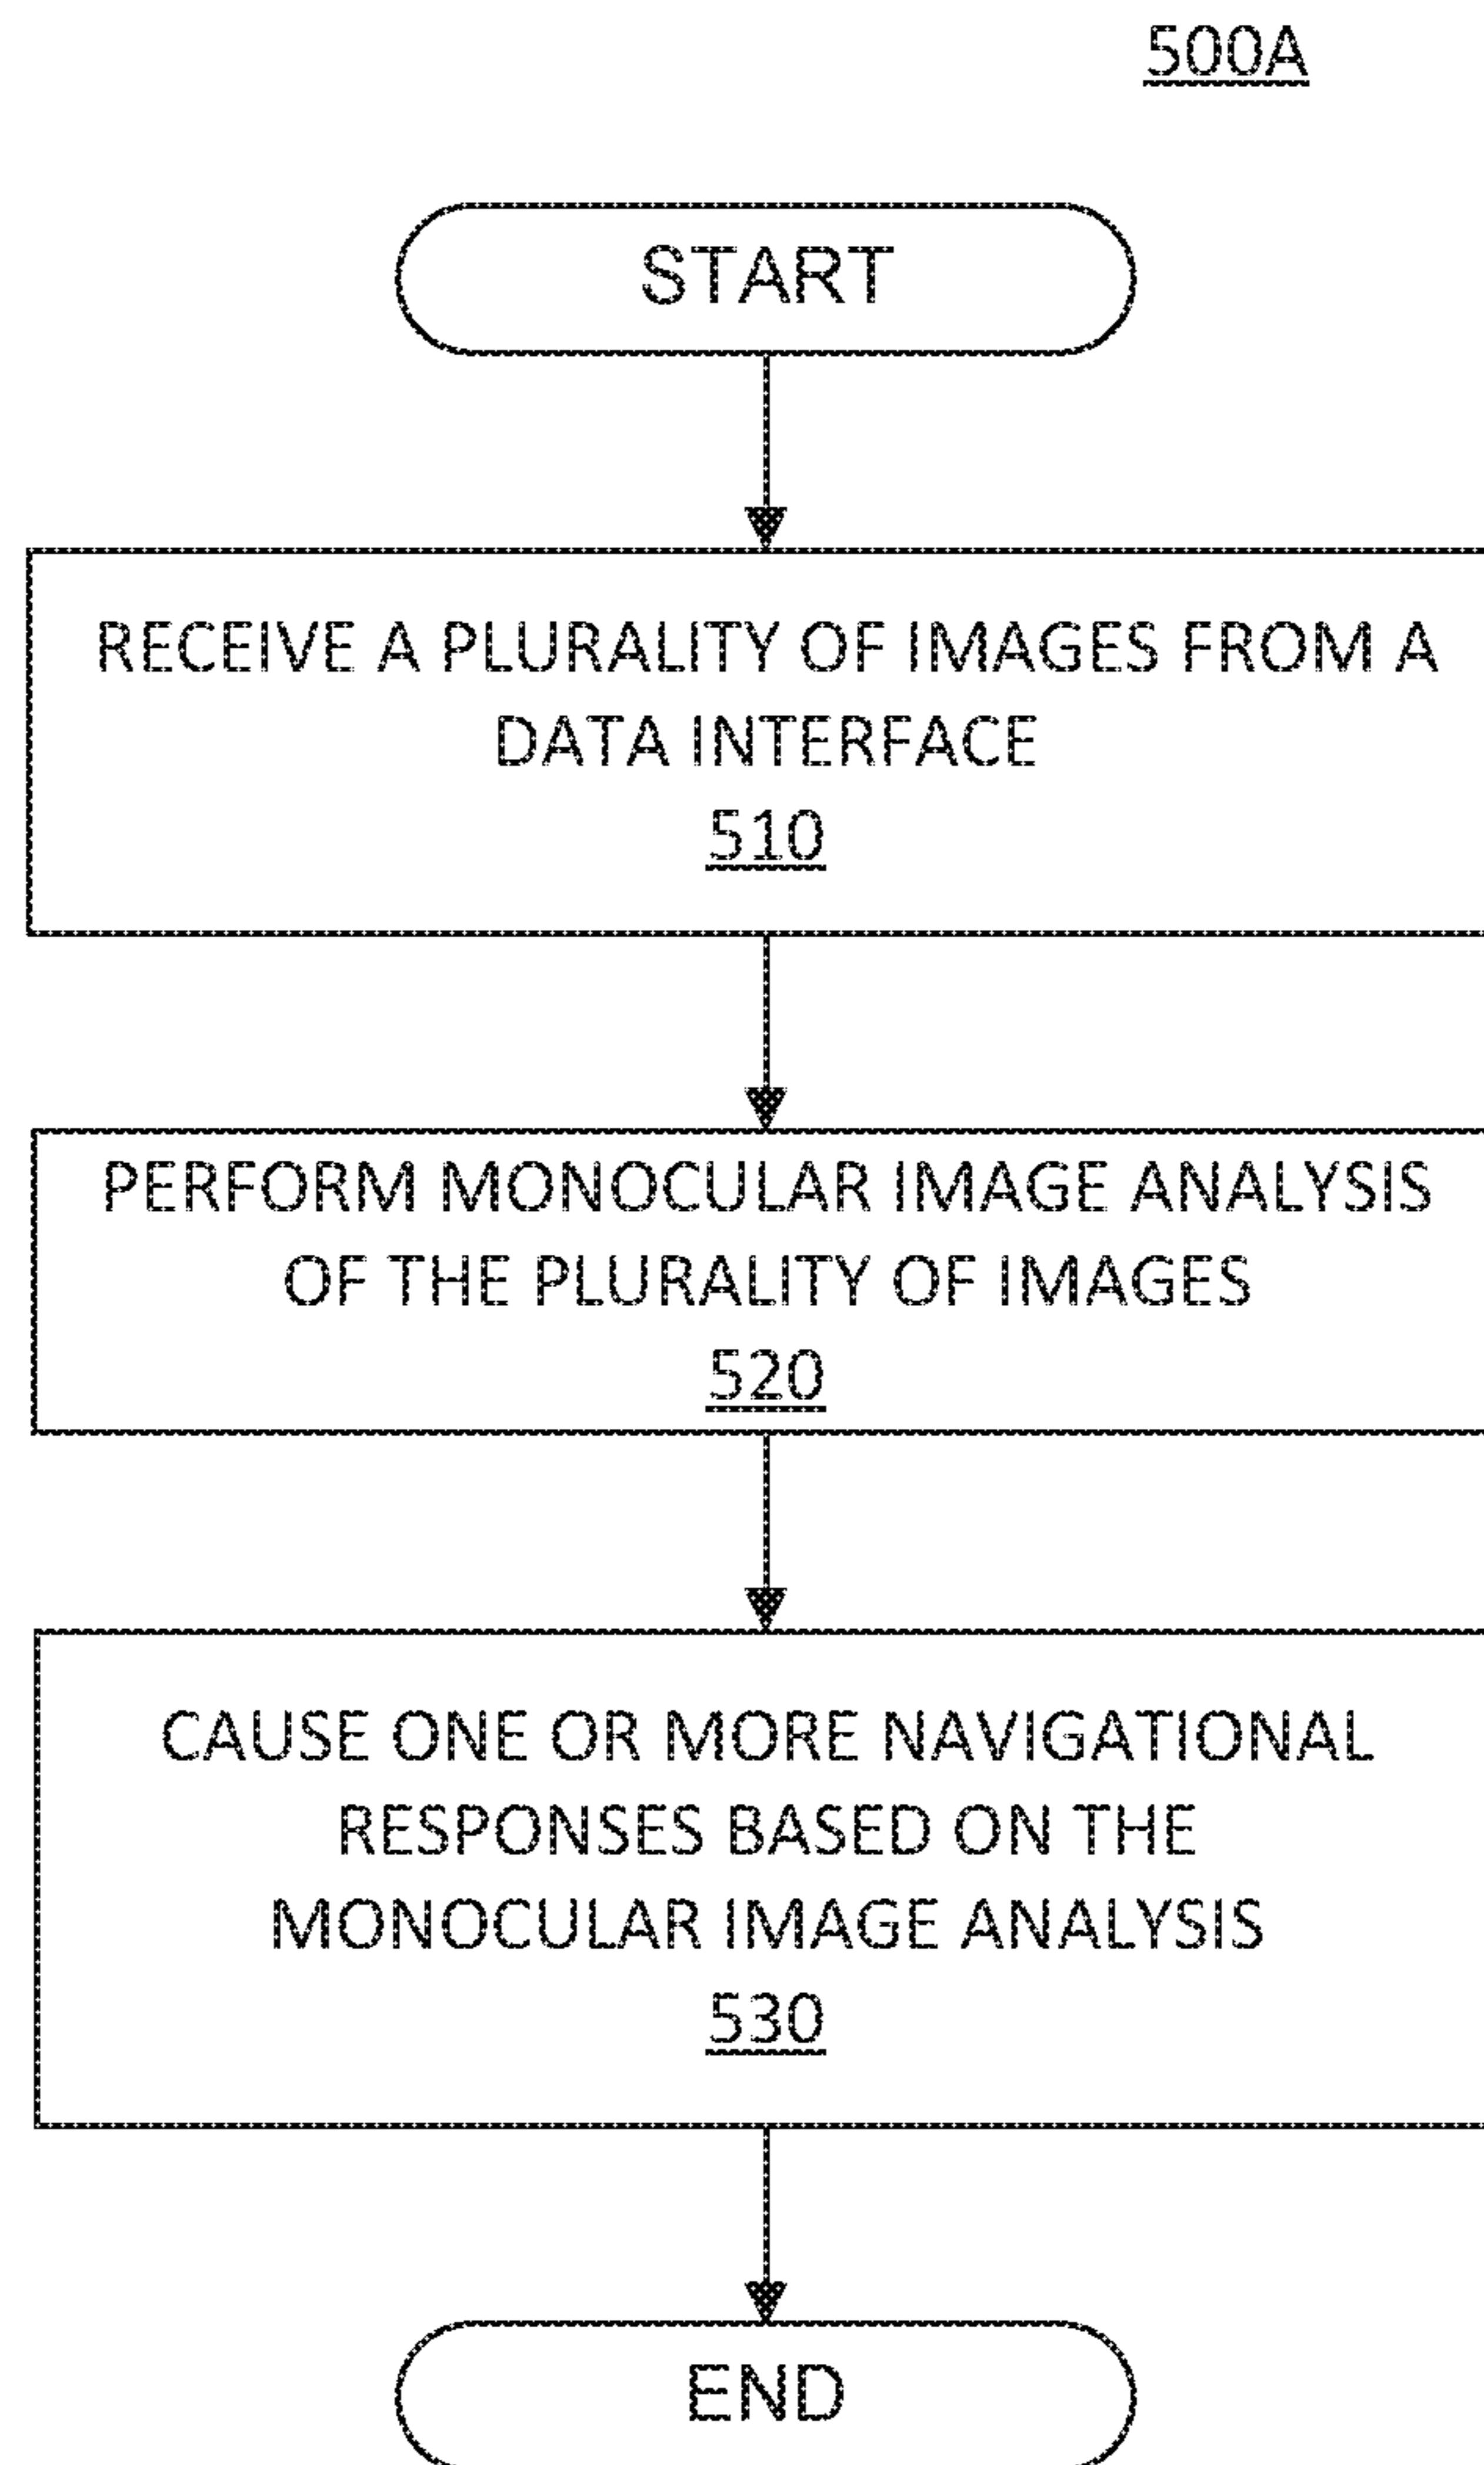 500A
START
RECEIVE A PLURALITY OF IMAGES FROM A
DATA INTERFACE
510
PERFORM MONOCULAR IMAGE ANALYSIS
OF THE PLURALITY OF IMAGES
520
CAUSE ONE OR MORE NAVIGATIONAL
RESPONSES BASED ON THE
MONOCULAR IMAGE ANALYSIS
530
END